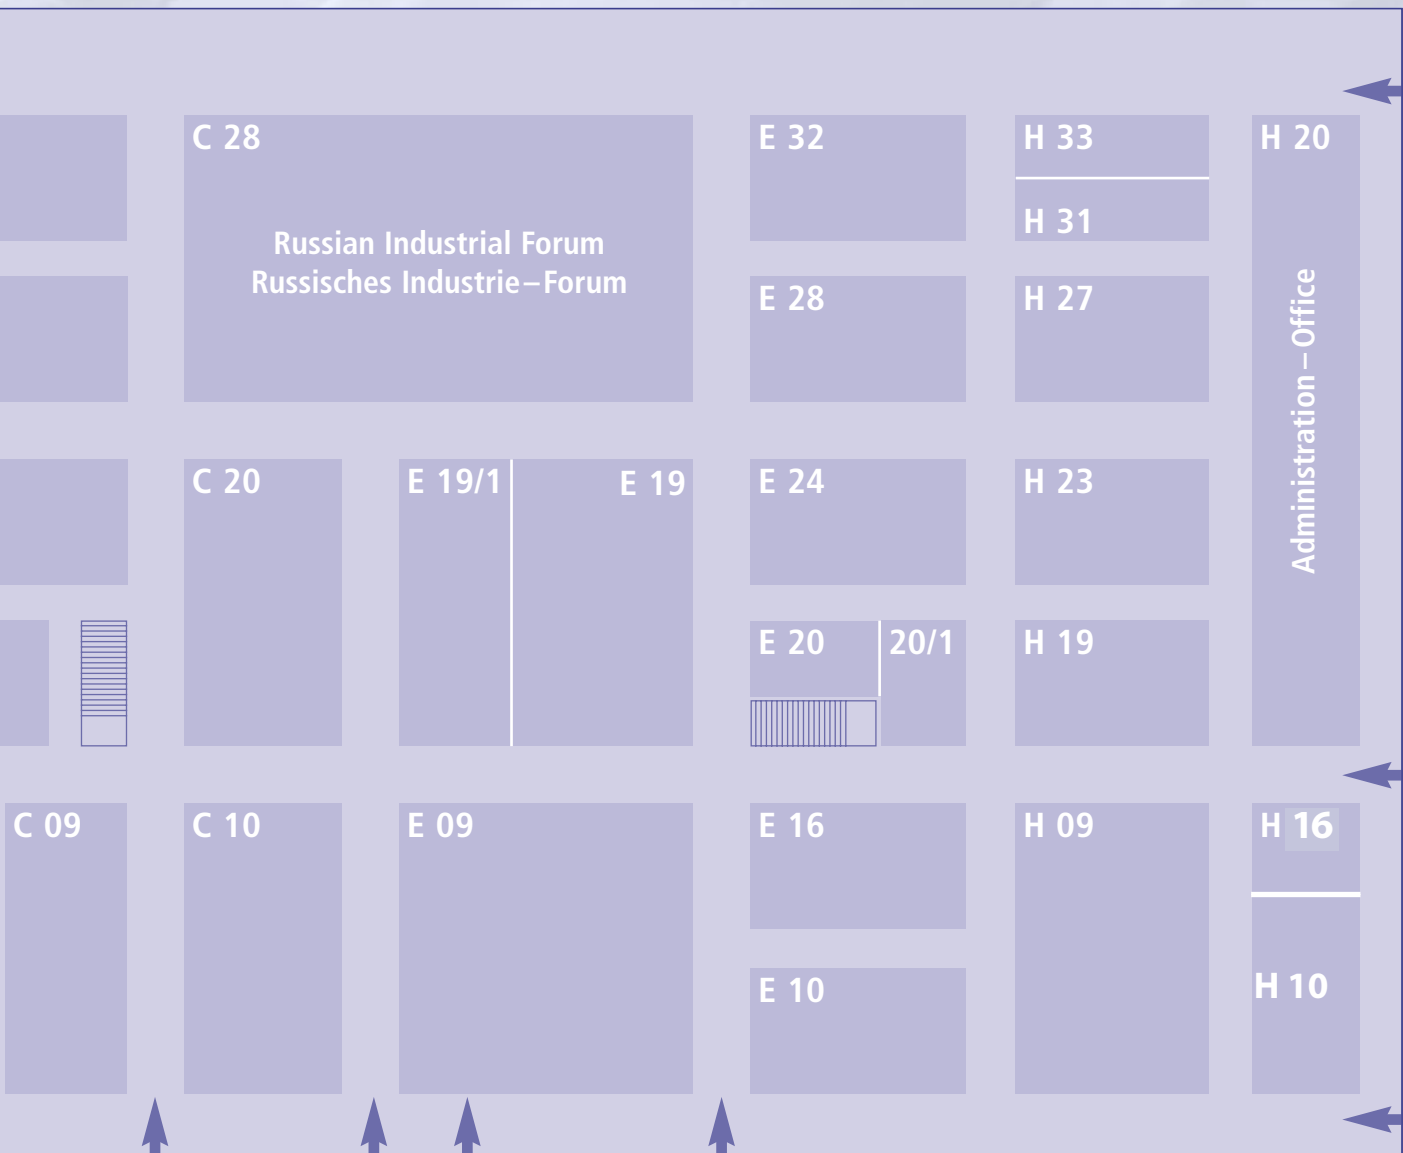 C 28
E 32
H 33
H 20
H 31
Russian Industrial Forum
Russisches Industrie–Forum
E 28
H 27
Administration – Office
C 20
E 19/1
E 19
E 24
H 23
E 20
20/1
H 19
C 09
C 10
E 09
E 16
H 09
H 16
E 10
H 10